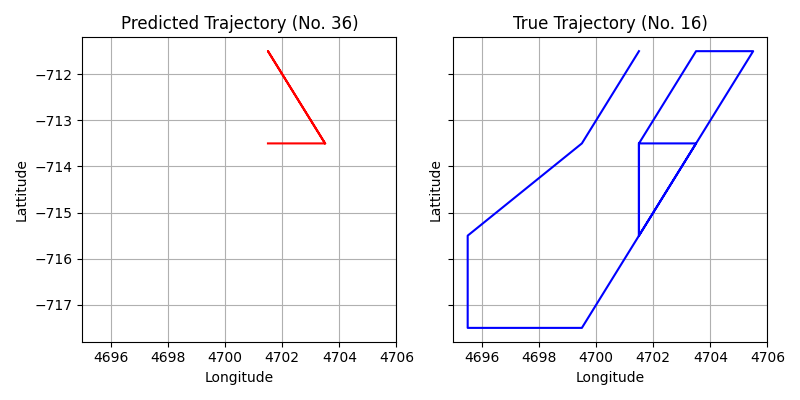 Predicted Trajectory (No. 36)
True Trajectory (No. 16)
Lattitude
−712
−713
−714
−715
−716
−717
4696 4698 4700 4702 4704 4706
Longitude
Lattitude
4696 4698 4700 4702 4704 4706
Longitude